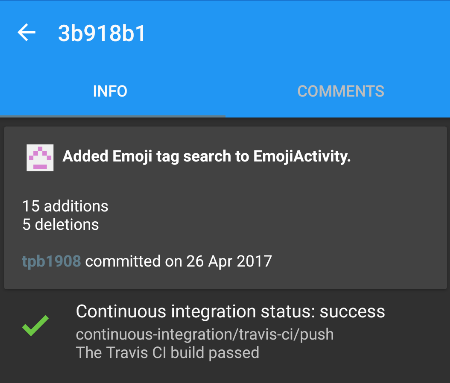 3b918b1
INFO
COMMENTS
Added Emoji tag search to EmojiActivity.
15 additions
5 deletions
tpb1908 committed on 26 Apr 2017
Continuous integration status: success
continuous-integration/travis-ci/push
The Travis CI build passed